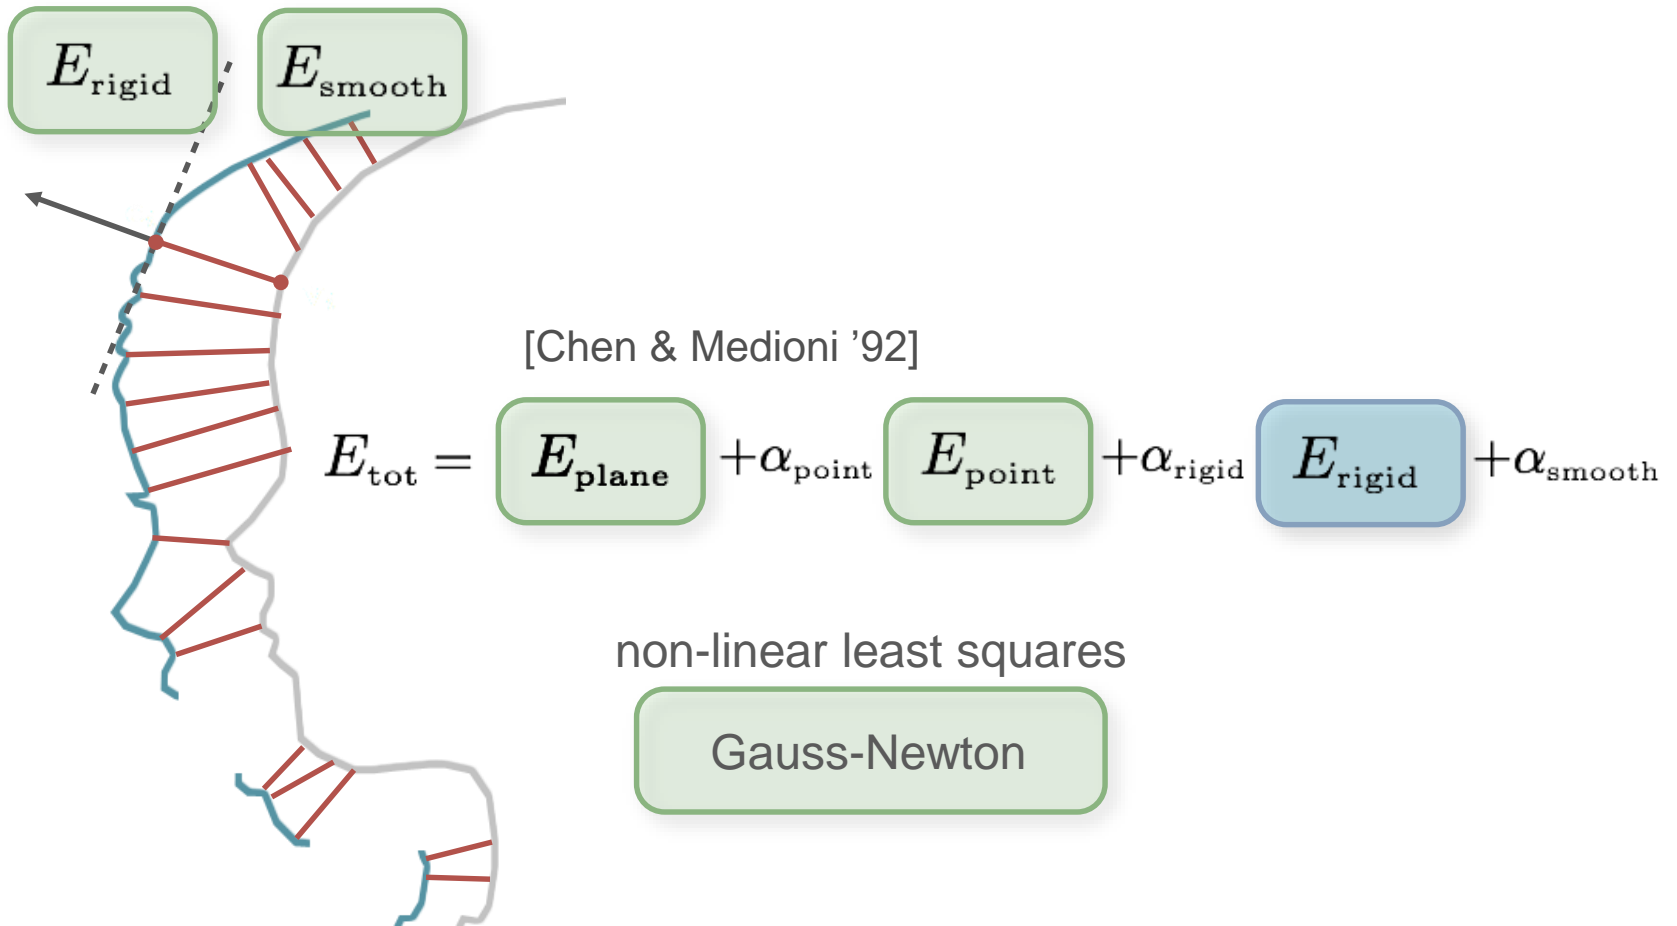 E_rigid E_smooth
[Chen & Medioni ’92]
E_tot = E_plane +α_point E_point +α_rigid E_rigid +α_smooth
non-linear least squares
Gauss-Newton